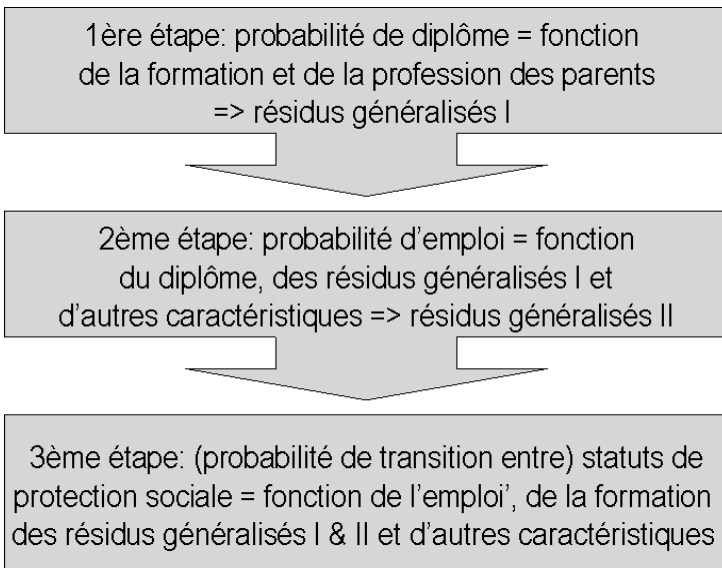 1ère étape: probabilité de diplôme = fonction
de la formation et de la profession des parents
=> résidus généralisés I
2ème étape: probabilité d'emploi = fonction
du diplôme, des résidus généralisés I et
d'autres caractéristiques => résidus généralisés II
3ème étape: (probabilité de transition entre) statuts de
protection sociale = fonction de l'emploi', de la formation
des résidus généralisés I & II et d'autres caractéristiques